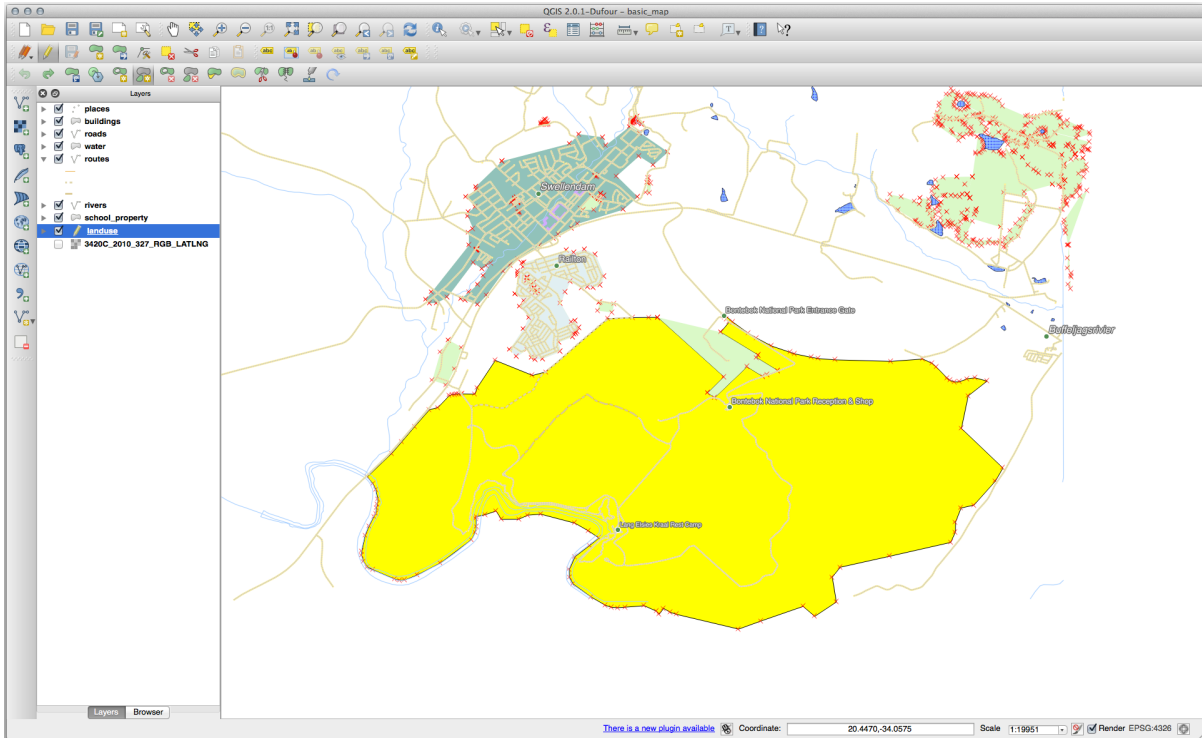 QGIS 2.0.1-Dufour - basic_map
Layers
places
buildings
roads
water
routes
rivers
school_property
landuse
3420C_2010_327_RGB_LATLNG
Swellendam
Railton
Bontebok National Park Entrance Gate
Buffeljagsrivier
Bontebok National Park Reception & Shop
Lang Elsies Kraal Rest Camp
Layers Browser
There is a new plugin available Coordinate: 20.4470,-34.0575 Scale 1:19951 Render EPSG:4326